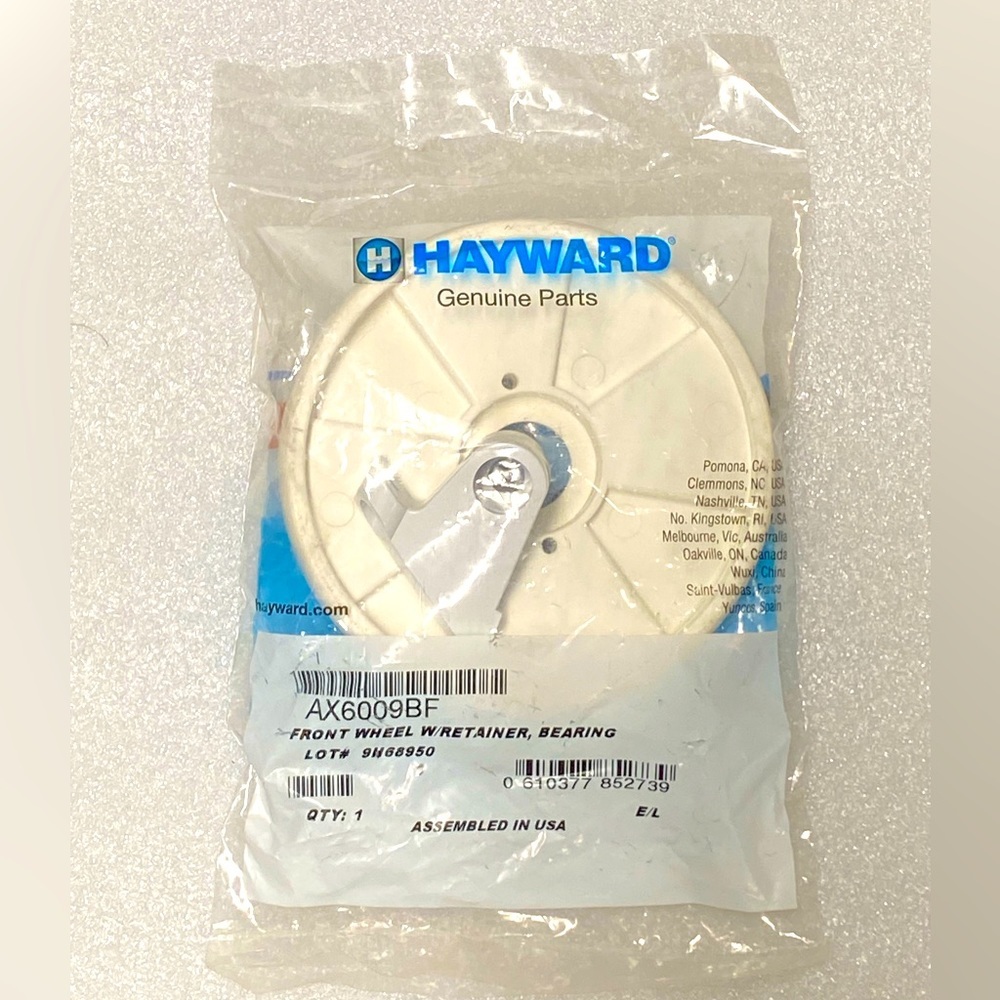 H HAYWARD®
Genuine Parts
Pomona, CA, USA
Clemmons, NC USA
Nashville, TN, USA
No. Kingstown, RI, USA
Melbourne, Vic, Australia
Oakville, ON, Canada
Wuxi, China
Saint-Vulbas, France
Yuncos, Spain
hayward.com
AX6009BF
FRONT WHEEL W/RETAINER, BEARING
LOT#
0 610377 852739
QTY: 1
E/L
ASSEMBLED IN USA